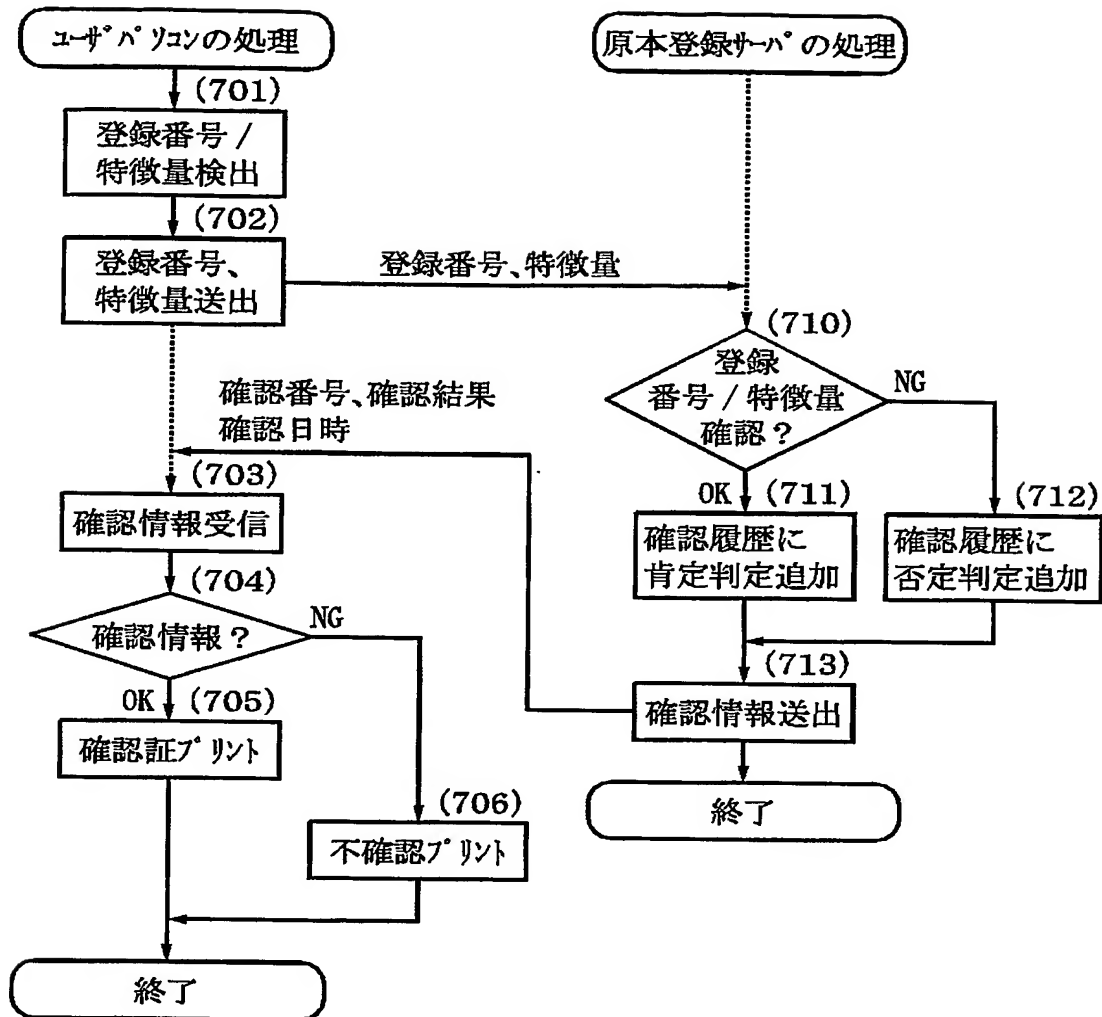 ユーザパソコンの処理
(701)
登録番号/
特徴量検出
(702)
登録番号、
特徴量送出
登録番号、特徴量
原本登録サーバの処理
(710)
登録
番号/特徴量
確認?
NG
OK
(711)
確認履歴に
肯定判定追加
(712)
確認履歴に
否定判定追加
(713)
確認情報送出
終了
確認番号、確認結果
確認日時
(703)
確認情報受信
(704)
確認情報?
NG
OK
(705)
確認証プリント
(706)
不確認プリント
終了